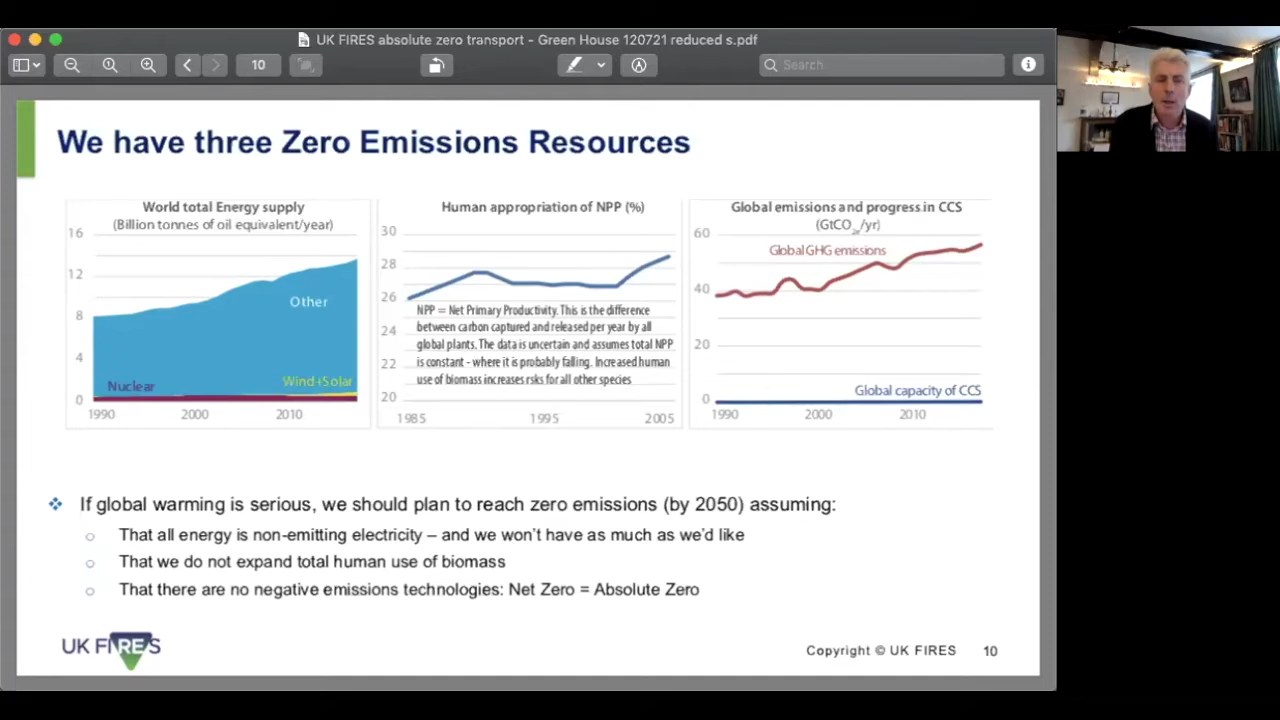 UK FIRES absolute zero transport - Green House 120721 reduced s.pdf
10
Search
We have three Zero Emissions Resources
World total Energy supply
(Billion tonnes of oil equivalent/year)
16
12
8
4
0
Other
Nuclear
Wind+Solar
1990 2000 2010
Human appropriation of NPP (%)
30
28
26
24
22
20
NPP = Net Primary Productivity. This is the difference
between carbon captured and released per year by all
global plants. The data is uncertain and assumes total NPP
is constant - where it is probably falling. Increased human
use of biomass increases risks for all other species
1985 1995 2005
Global emissions and progress in CCS
(GtCO2e/yr)
60
40
20
0
Global GHG emissions
Global capacity of CCS
1990 2000 2010
If global warming is serious, we should plan to reach zero emissions (by 2050) assuming:
That all energy is non-emitting electricity – and we won't have as much as we'd like
That we do not expand total human use of biomass
That there are no negative emissions technologies: Net Zero = Absolute Zero
UK FIRES
Copyright © UK FIRES 10